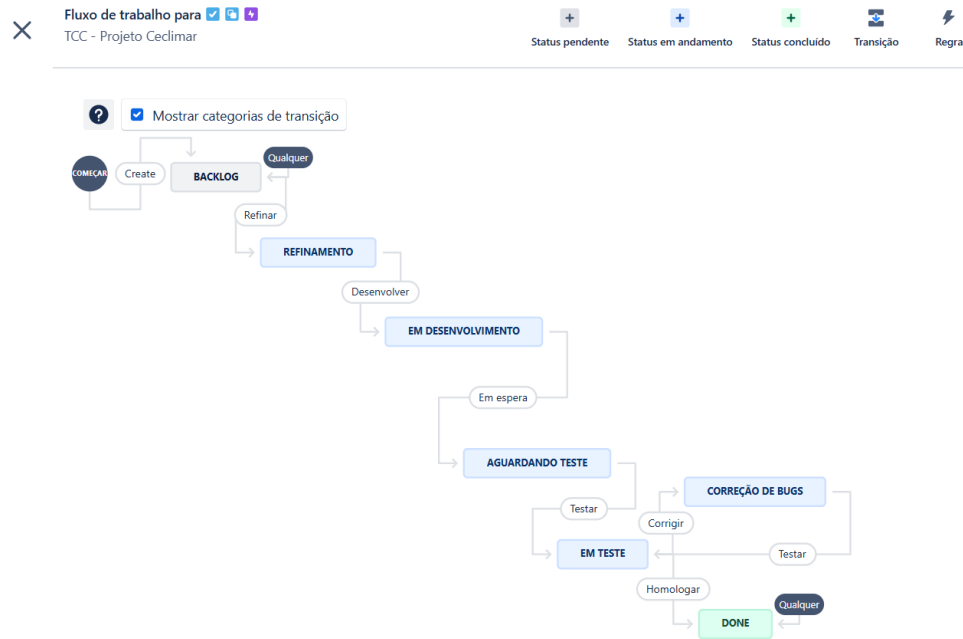 Fluxo de trabalho para
TCC - Projeto Ceclimar
Status pendente
Status em andamento
Status concluído
Transição
Regra
Mostrar categorias de transição
COMEÇAR
Create
BACKLOG
Qualquer
Refinar
REFINAMENTO
Desenvolver
EM DESENVOLVIMENTO
Em espera
AGUARDANDO TESTE
CORREÇÃO DE BUGS
Testar
Corrigir
EM TESTE
Testar
Homologar
Qualquer
DONE